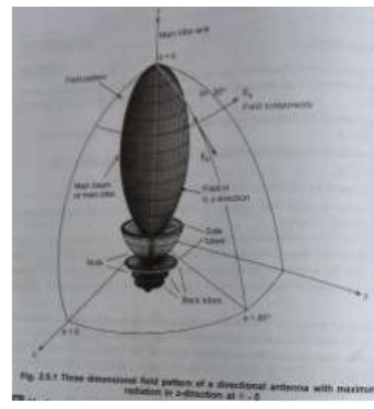 z
Main lobe axis
θ = 0
Field pattern
Field components
Main beam
or main lobe
Field in
direction
Side
lobes
Nulls
Back lobes
y
x
Fig. 2.5.1 Three dimensional field pattern of a directional antenna with maximum
radiation in z-direction at θ = 0